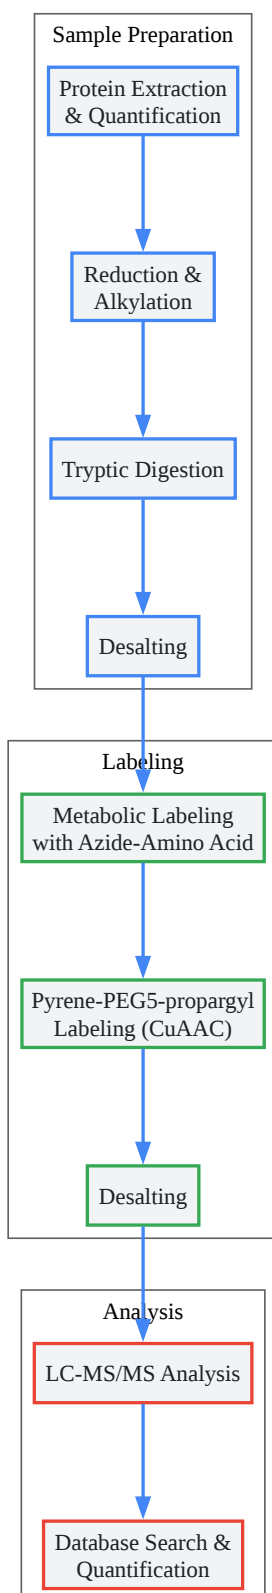 Sample Preparation
Protein Extraction
& Quantification
Reduction &
Alkylation
Tryptic Digestion
Desalting
Labeling
Metabolic Labeling
with Azide-Amino Acid
Pyrene-PEG5-propargyl
Labeling (CuAAC)
Desalting
Analysis
LC-MS/MS Analysis
Database Search &
Quantification